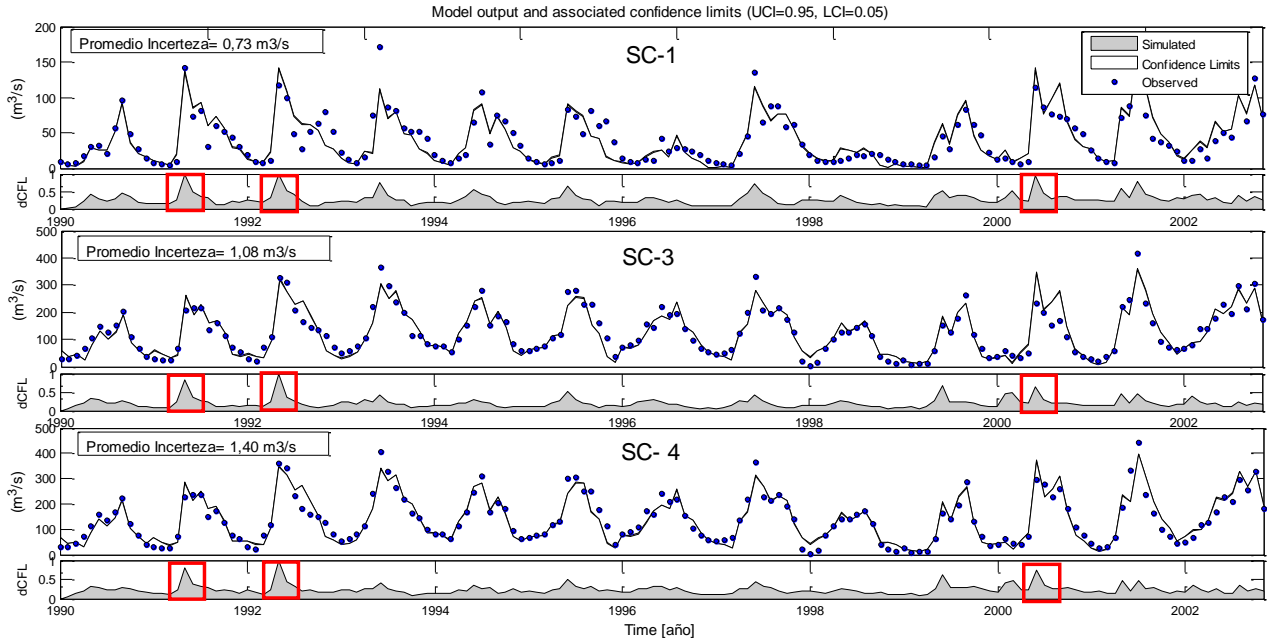 Model output and associated confidence limits (UCI=0.95, LCI=0.05)
Promedio Incerteza= 0,73 m3/s
SC-1
Simulated
Confidence Limits
Observed
(m³/s)
200
150
100
50
0
dCFL
1
0.5
0
1990 1992 1994 1996 1998 2000 2002
Promedio Incerteza= 1,08 m3/s
SC-3
(m³/s)
500
400
300
200
100
0
dCFL
1
0.5
0
1990 1992 1994 1996 1998 2000 2002
Promedio Incerteza= 1,40 m3/s
SC- 4
(m³/s)
500
400
300
200
100
0
dCFL
1
0.5
0
1990 1992 1994 1996 1998 2000 2002
Time [año]